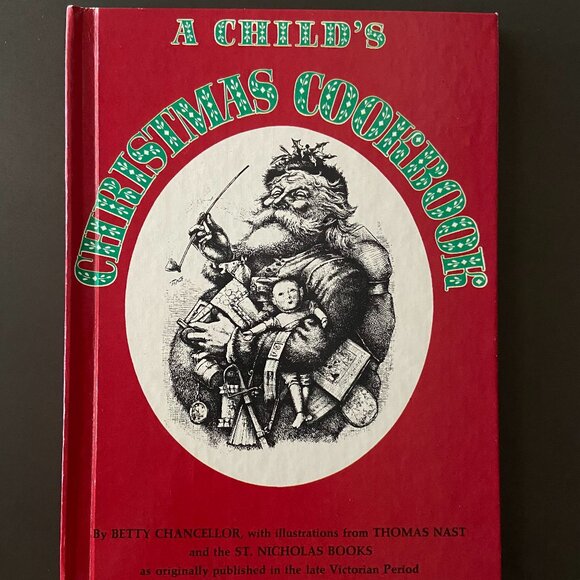 A CHILD'S
CHRISTMAS COOKBOOK
By BETTY CHANCELLOR, with illustrations from THOMAS NAST
and the ST. NICHOLAS BOOKS
as originally published in the late Victorian Period